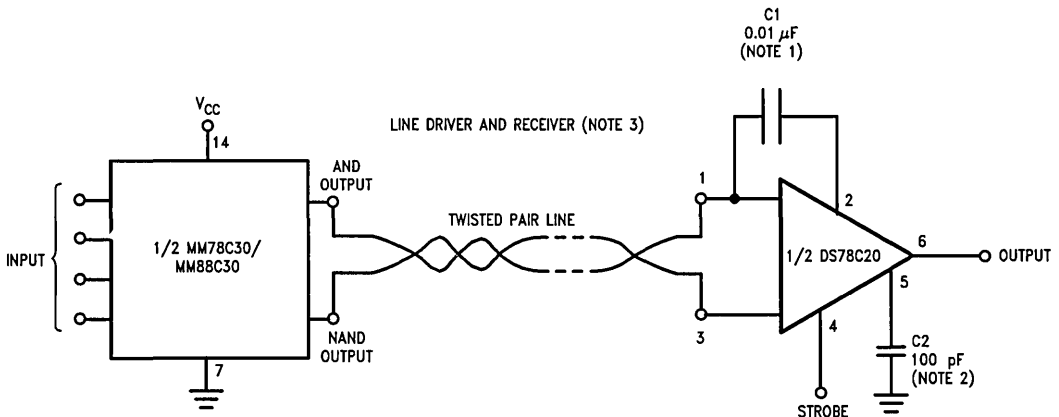 C1
0.01 μF
(NOTE 1)
V_CC
14
LINE DRIVER AND RECEIVER (NOTE 3)
AND
OUTPUT
1
2
TWISTED PAIR LINE
INPUT
1/2 MM78C30/
MM88C30
1/2 DS78C20
6
OUTPUT
5
3
4
NAND
OUTPUT
7
C2
100 pF
(NOTE 2)
STROBE